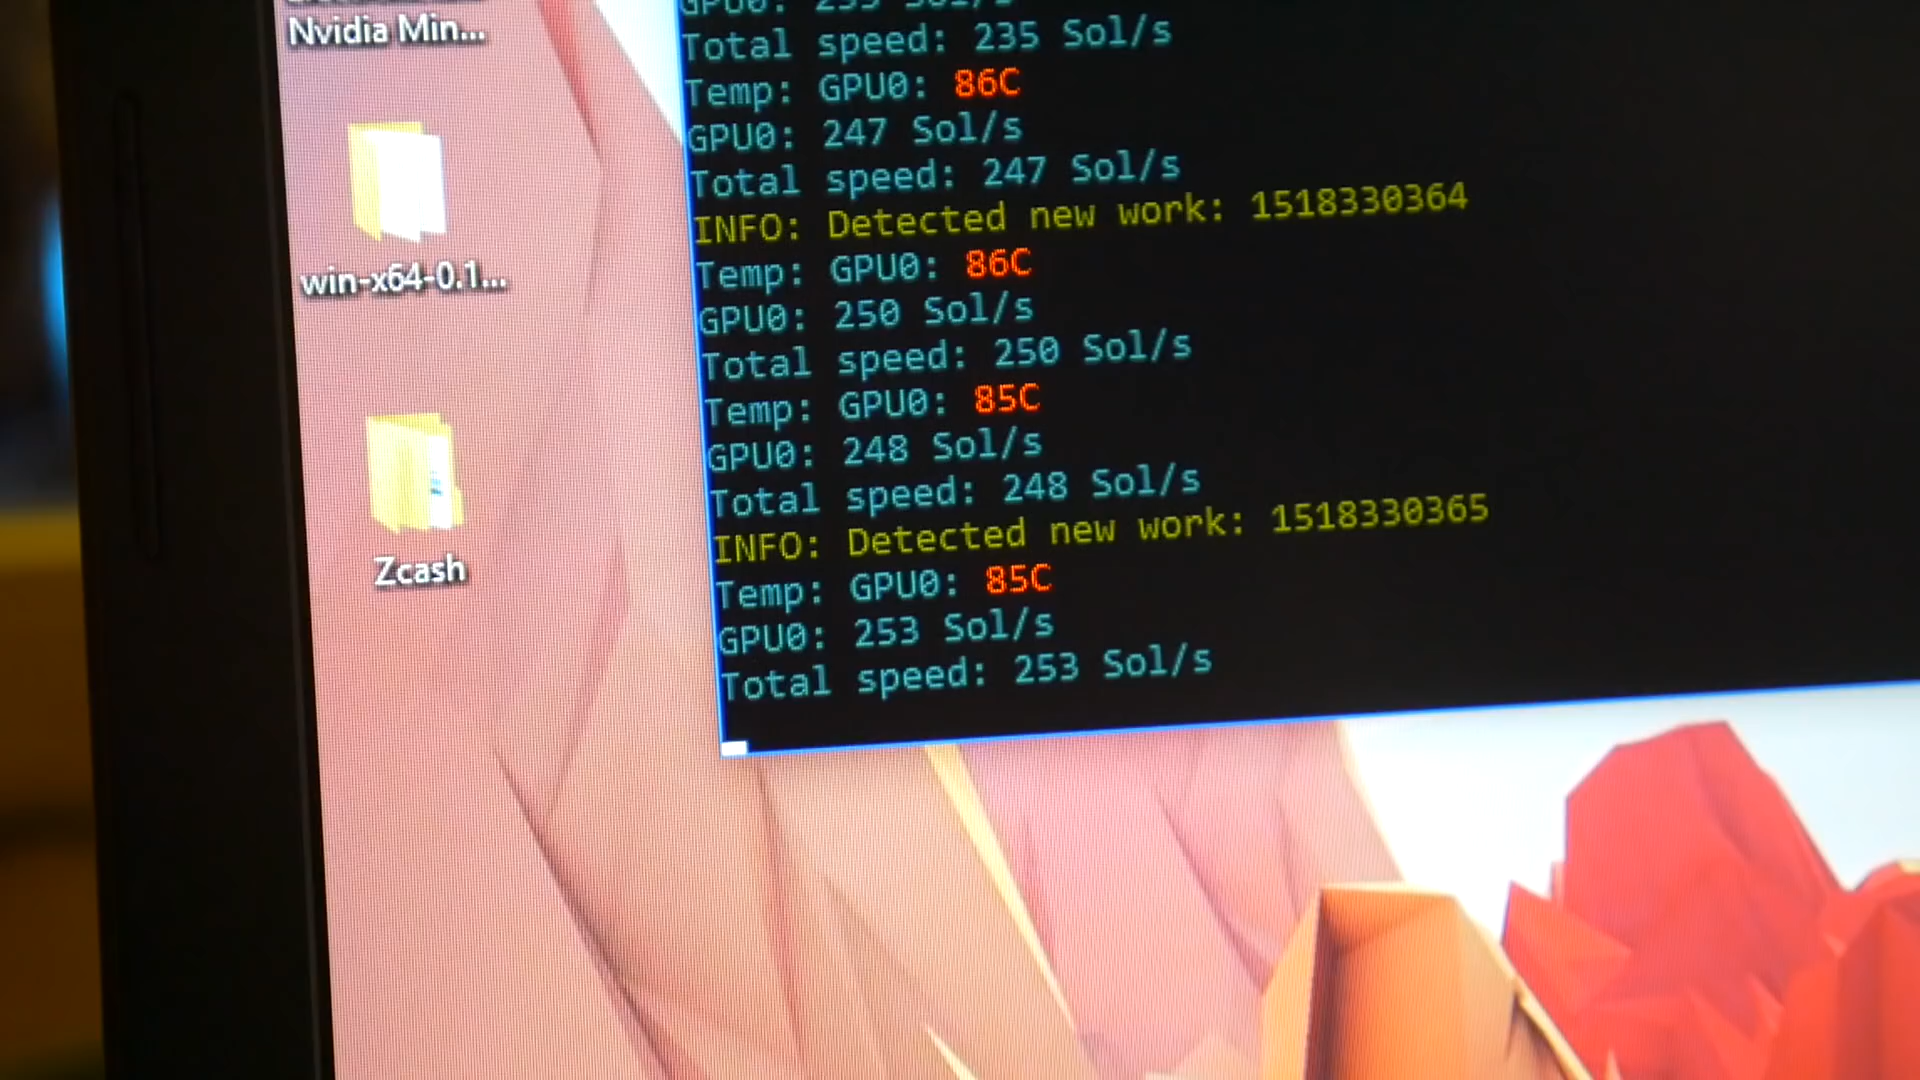 Nvidia Min...
win-x64-0.1...
Zcash
GPU0: 235 Sol/s
Total speed: 235 Sol/s
Temp: GPU0: 86C
GPU0: 247 Sol/s
Total speed: 247 Sol/s
INFO: Detected new work: 1518330364
Temp: GPU0: 86C
GPU0: 250 Sol/s
Total speed: 250 Sol/s
Temp: GPU0: 85C
GPU0: 248 Sol/s
Total speed: 248 Sol/s
INFO: Detected new work: 1518330365
Temp: GPU0: 85C
GPU0: 253 Sol/s
Total speed: 253 Sol/s